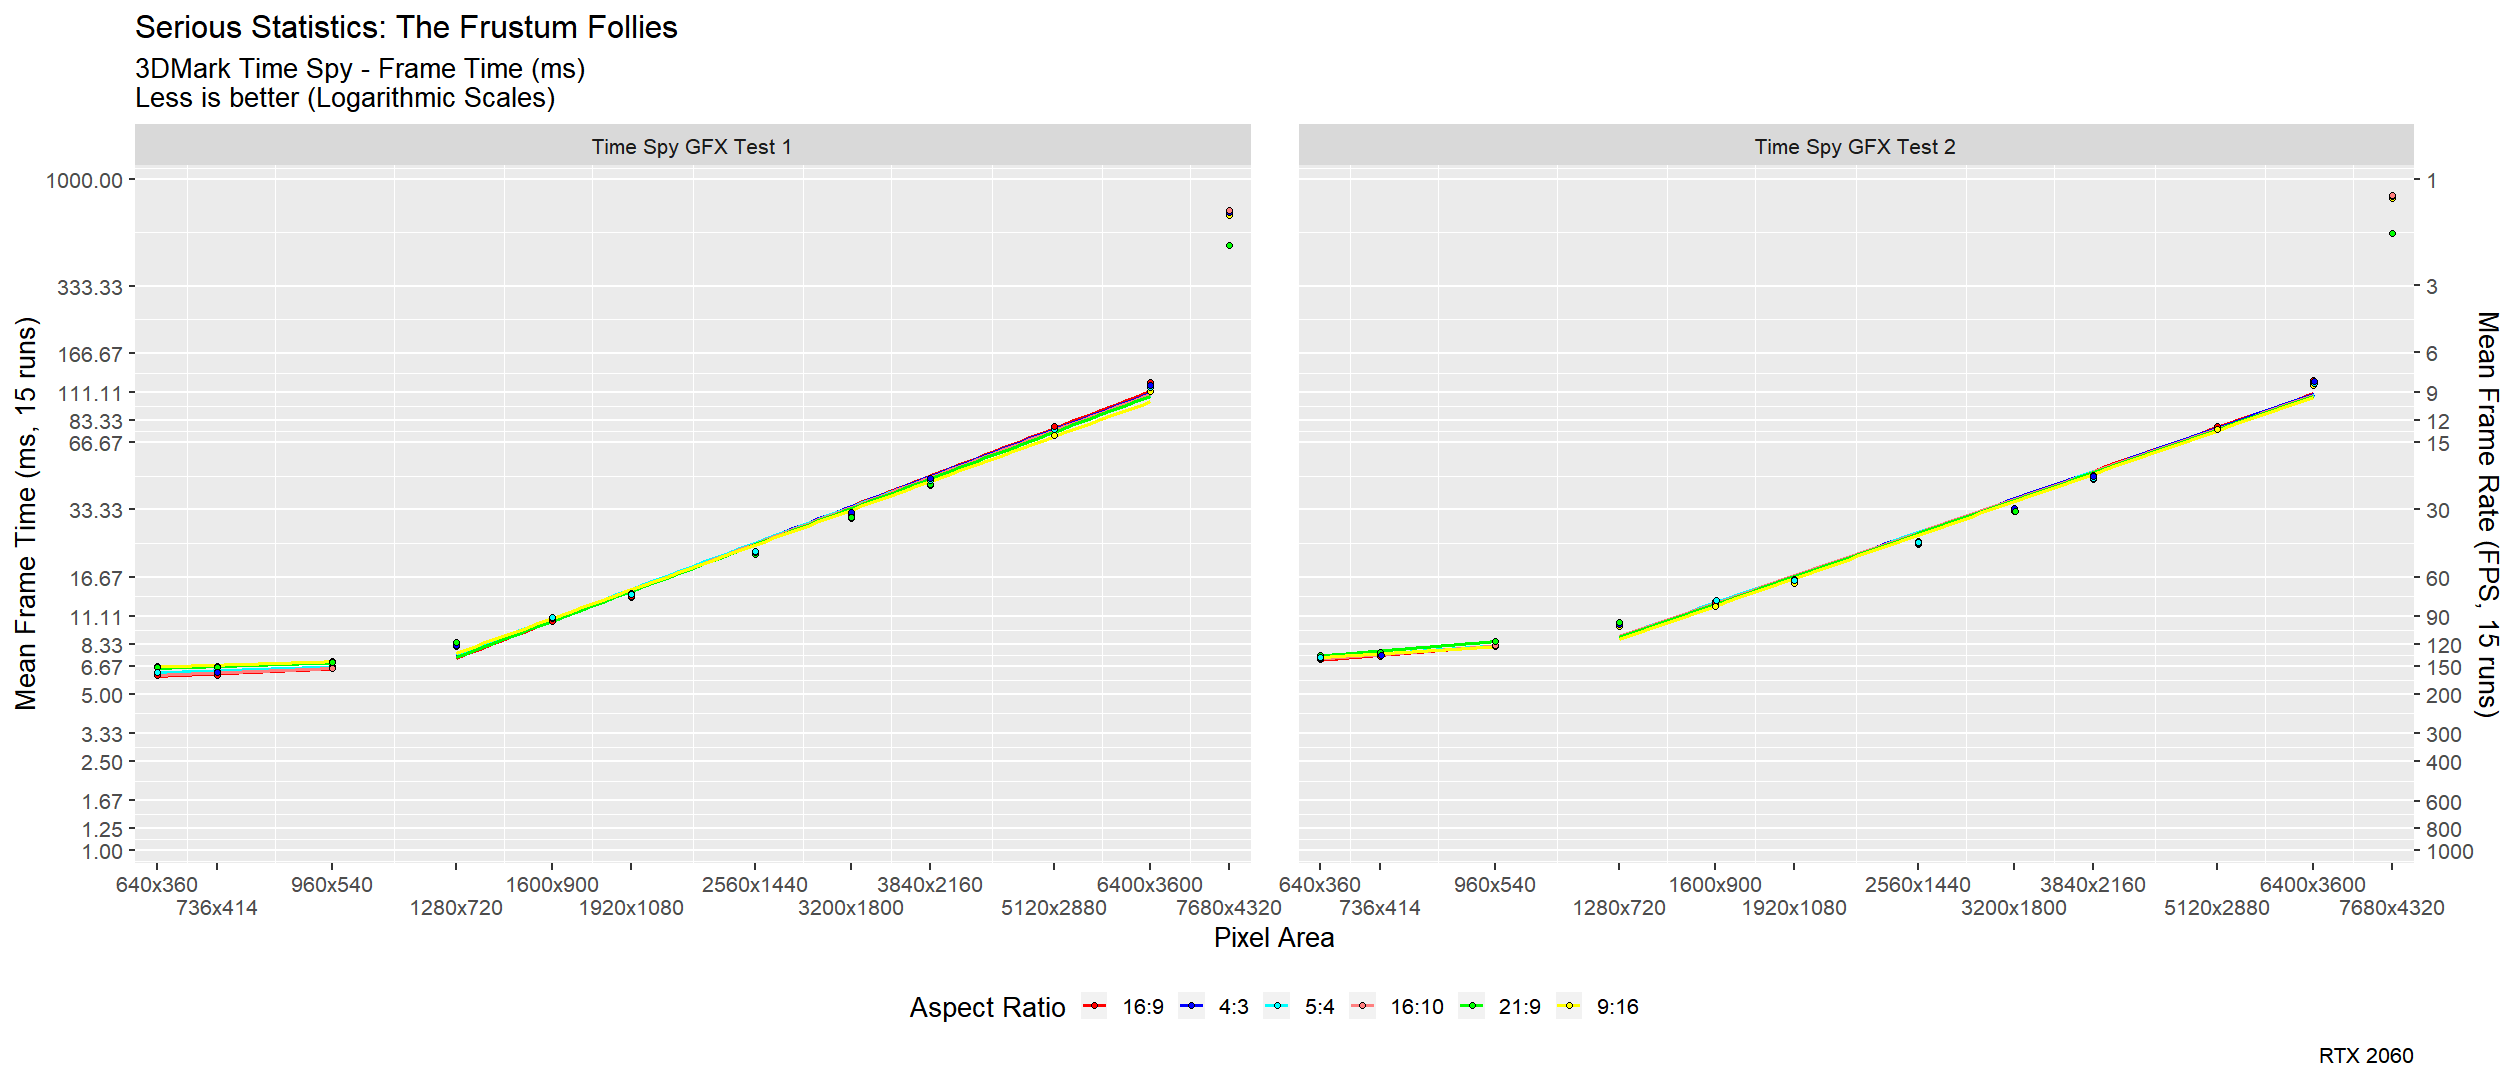 Serious Statistics: The Frustum Follies
3DMark Time Spy - Frame Time (ms)
Less is better (Logarithmic Scales)
Time Spy GFX Test 1
Time Spy GFX Test 2
Mean Frame Time (ms, 15 runs)
1000.00
333.33
166.67
111.11
83.33
66.67
33.33
16.67
11.11
8.33
6.67
5.00
3.33
2.50
1.67
1.25
1.00
1
3
6
9
12
15
30
60
90
120
150
200
300
400
600
800
1000
Mean Frame Rate (FPS, 15 runs)
640x360 960x540 1600x900 2560x1440 3840x2160 6400x3600
736x414 1280x720 1920x1080 3200x1800 5120x2880 7680x4320
640x360 960x540 1600x900 2560x1440 3840x2160 6400x3600
736x414 1280x720 1920x1080 3200x1800 5120x2880 7680x4320
Pixel Area
Aspect Ratio 16:9 4:3 5:4 16:10 21:9 9:16
RTX 2060